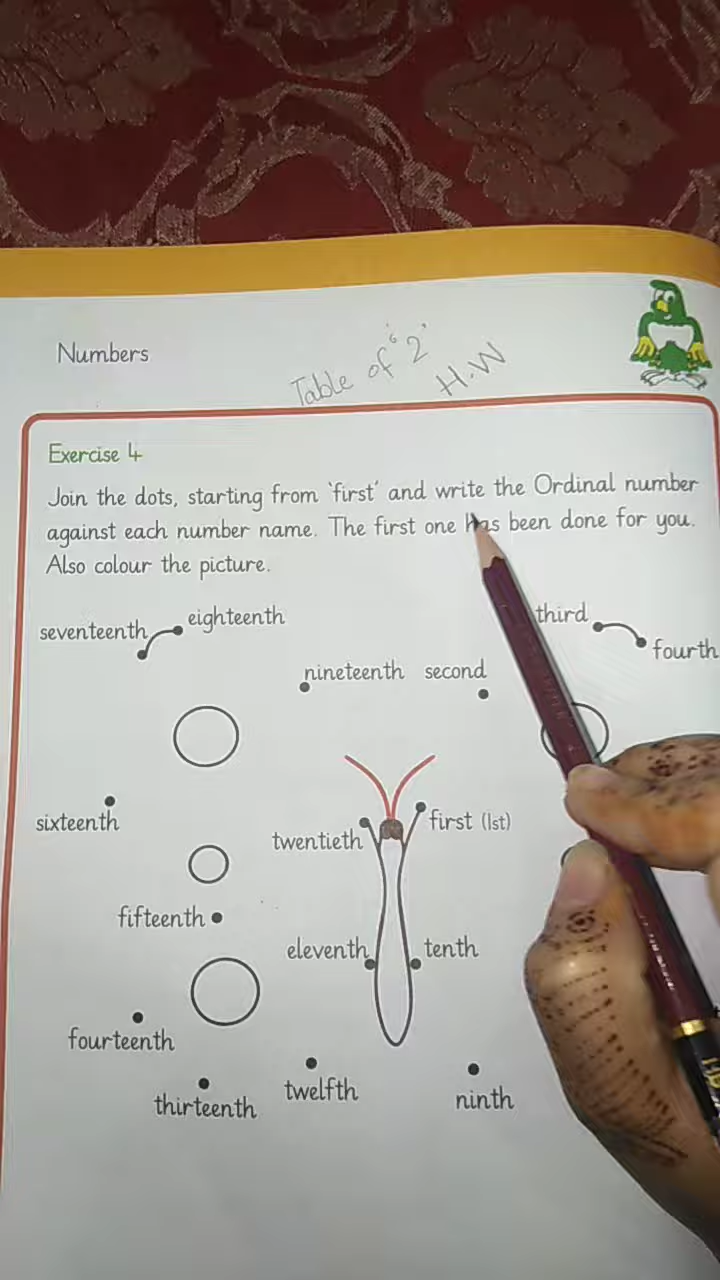 Numbers
Table of '2'
H.W
Exercise 4
Join the dots, starting from 'first' and write the Ordinal number
against each number name. The first one has been done for you.
Also colour the picture.
seventeenth eighteenth third
fourth
nineteenth second
sixteenth
twentieth first (1st)
fifteenth
eleventh tenth
fourteenth
thirteenth twelfth ninth